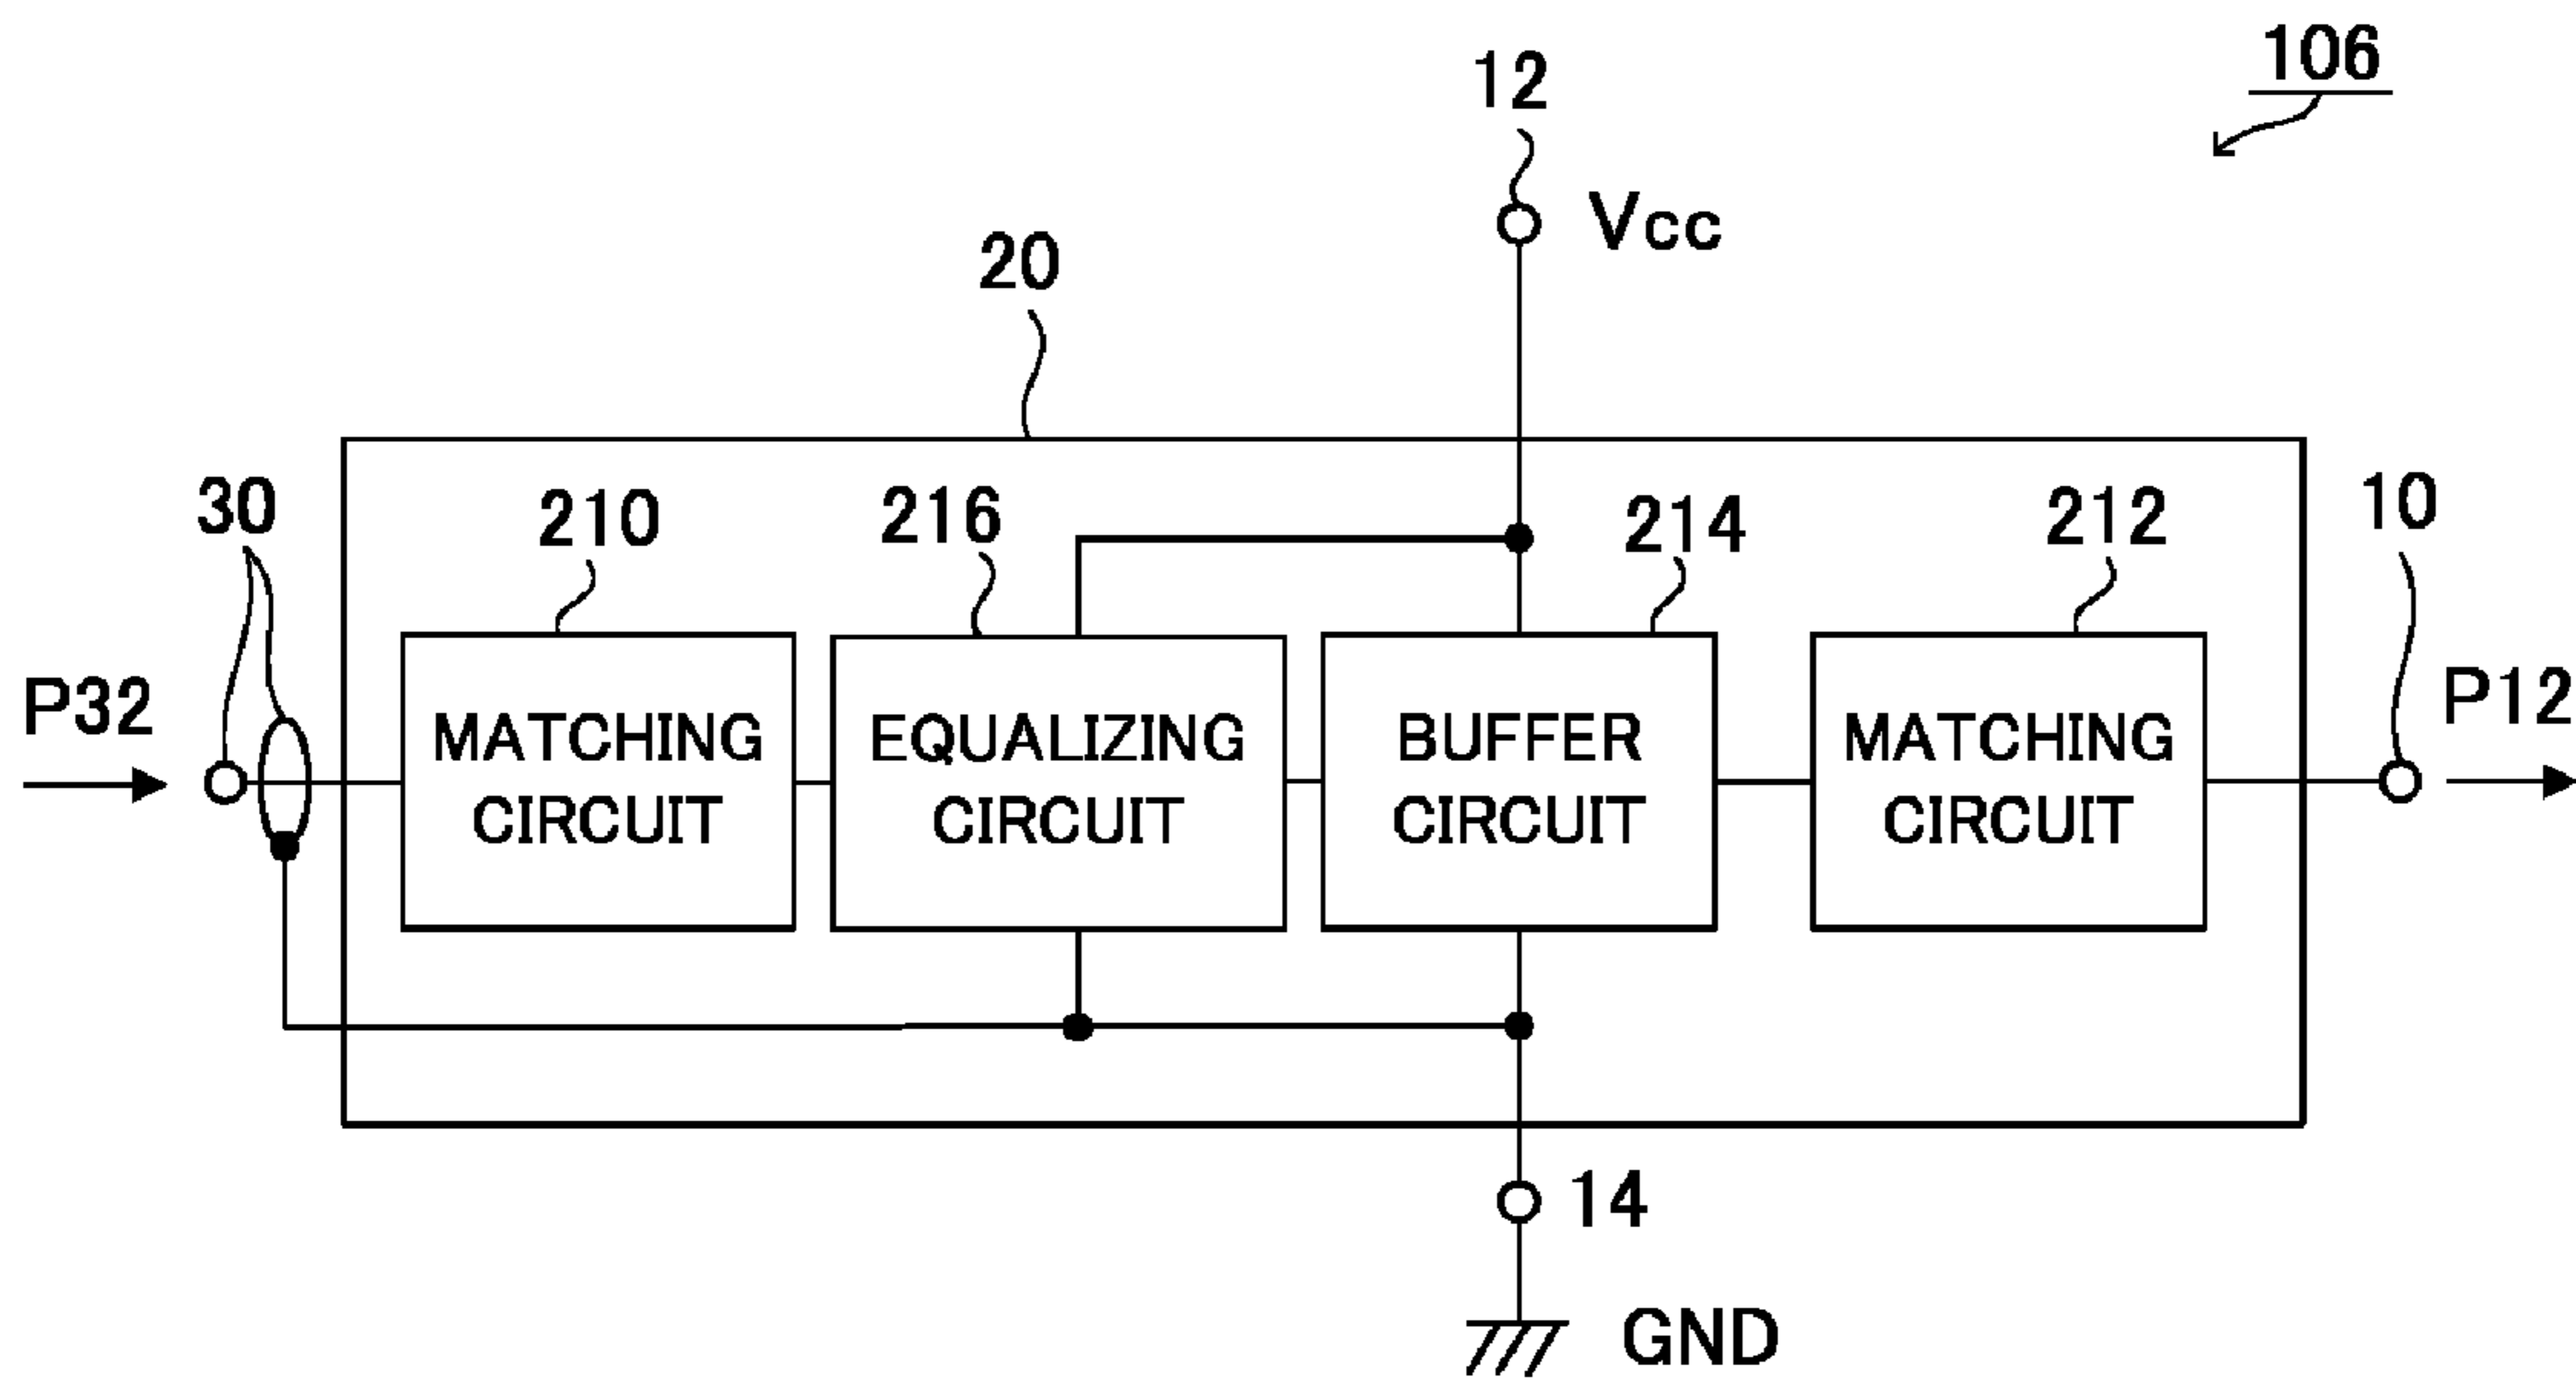 106
12
Vcc
20
30
210
216
214
212
10
P32
MATCHING
CIRCUIT
EQUALIZING
CIRCUIT
BUFFER
CIRCUIT
MATCHING
CIRCUIT
P12
14
GND